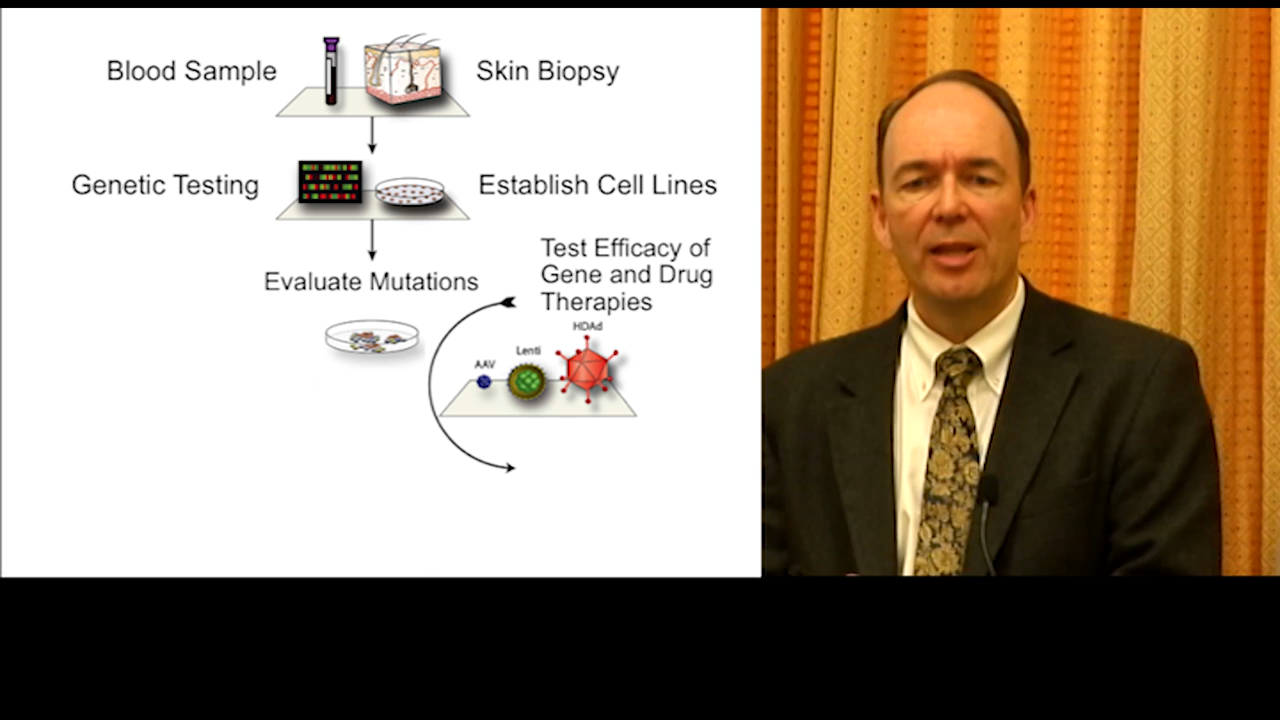 Blood Sample
Skin Biopsy
Genetic Testing
Establish Cell Lines
Test Efficacy of
Gene and Drug
Therapies
Evaluate Mutations
HDAd
Lenti
AAV